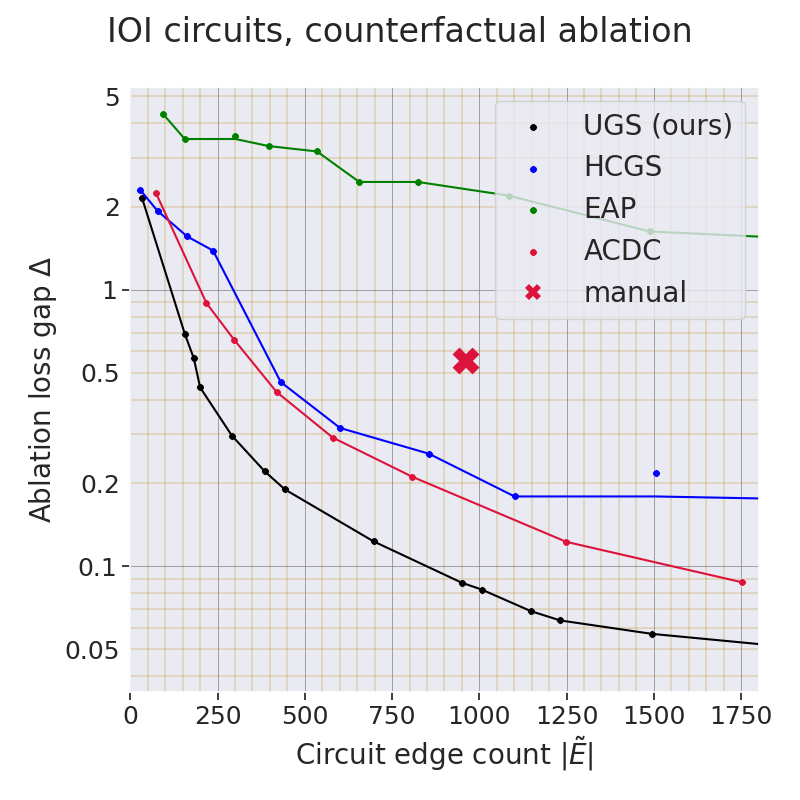 IOI circuits, counterfactual ablation
Ablation loss gap Δ
5
2
1
0.5
0.2
0.1
0.05
UGS (ours)
HCGS
EAP
ACDC
manual
0 250 500 750 1000 1250 1500 1750
Circuit edge count |Ẽ|